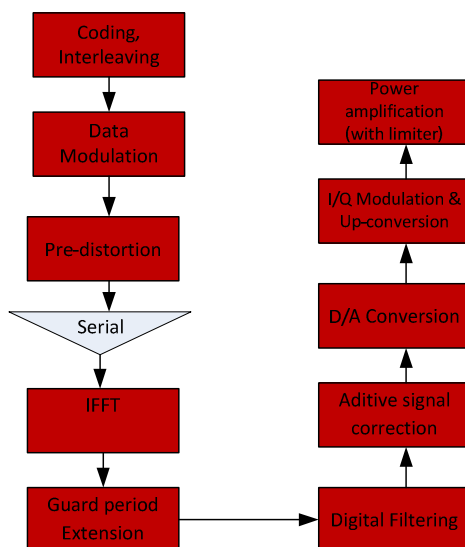 Coding,
Interleaving
Data
Modulation
Pre-distortion
Serial
IFFT
Guard period
Extension
Digital Filtering
Aditive signal
correction
D/A Conversion
I/Q Modulation &
Up-conversion
Power
amplification
(with limiter)